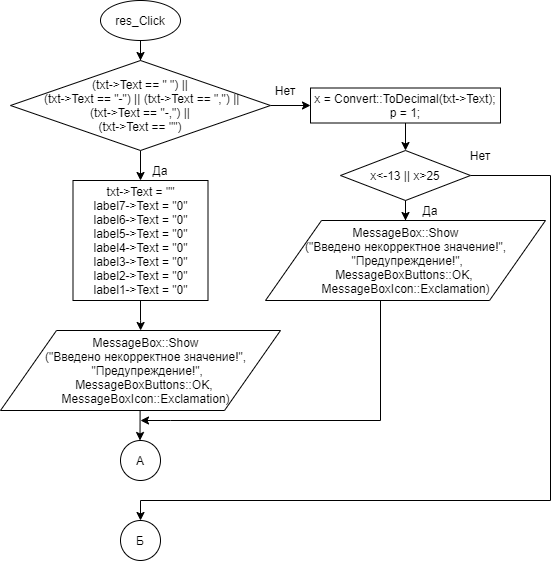 res_Click
(txt->Text == " ") ||
(txt->Text == "-") || (txt->Text == ",") ||
(txt->Text == "-,") ||
(txt->Text == "")
Нет
x = Convert::ToDecimal(txt->Text);
p = 1;
Да
x<-13 || x>25
Нет
Да
txt->Text = ""
label7->Text = "0"
label6->Text = "0"
label5->Text = "0"
label4->Text = "0"
label3->Text = "0"
label2->Text = "0"
label1->Text = "0"
MessageBox::Show
("Введено некорректное значение!",
"Предупреждение!",
MessageBoxButtons::OK,
MessageBoxIcon::Exclamation)
MessageBox::Show
("Введено некорректное значение!",
"Предупреждение!",
MessageBoxButtons::OK,
MessageBoxIcon::Exclamation)
А
Б